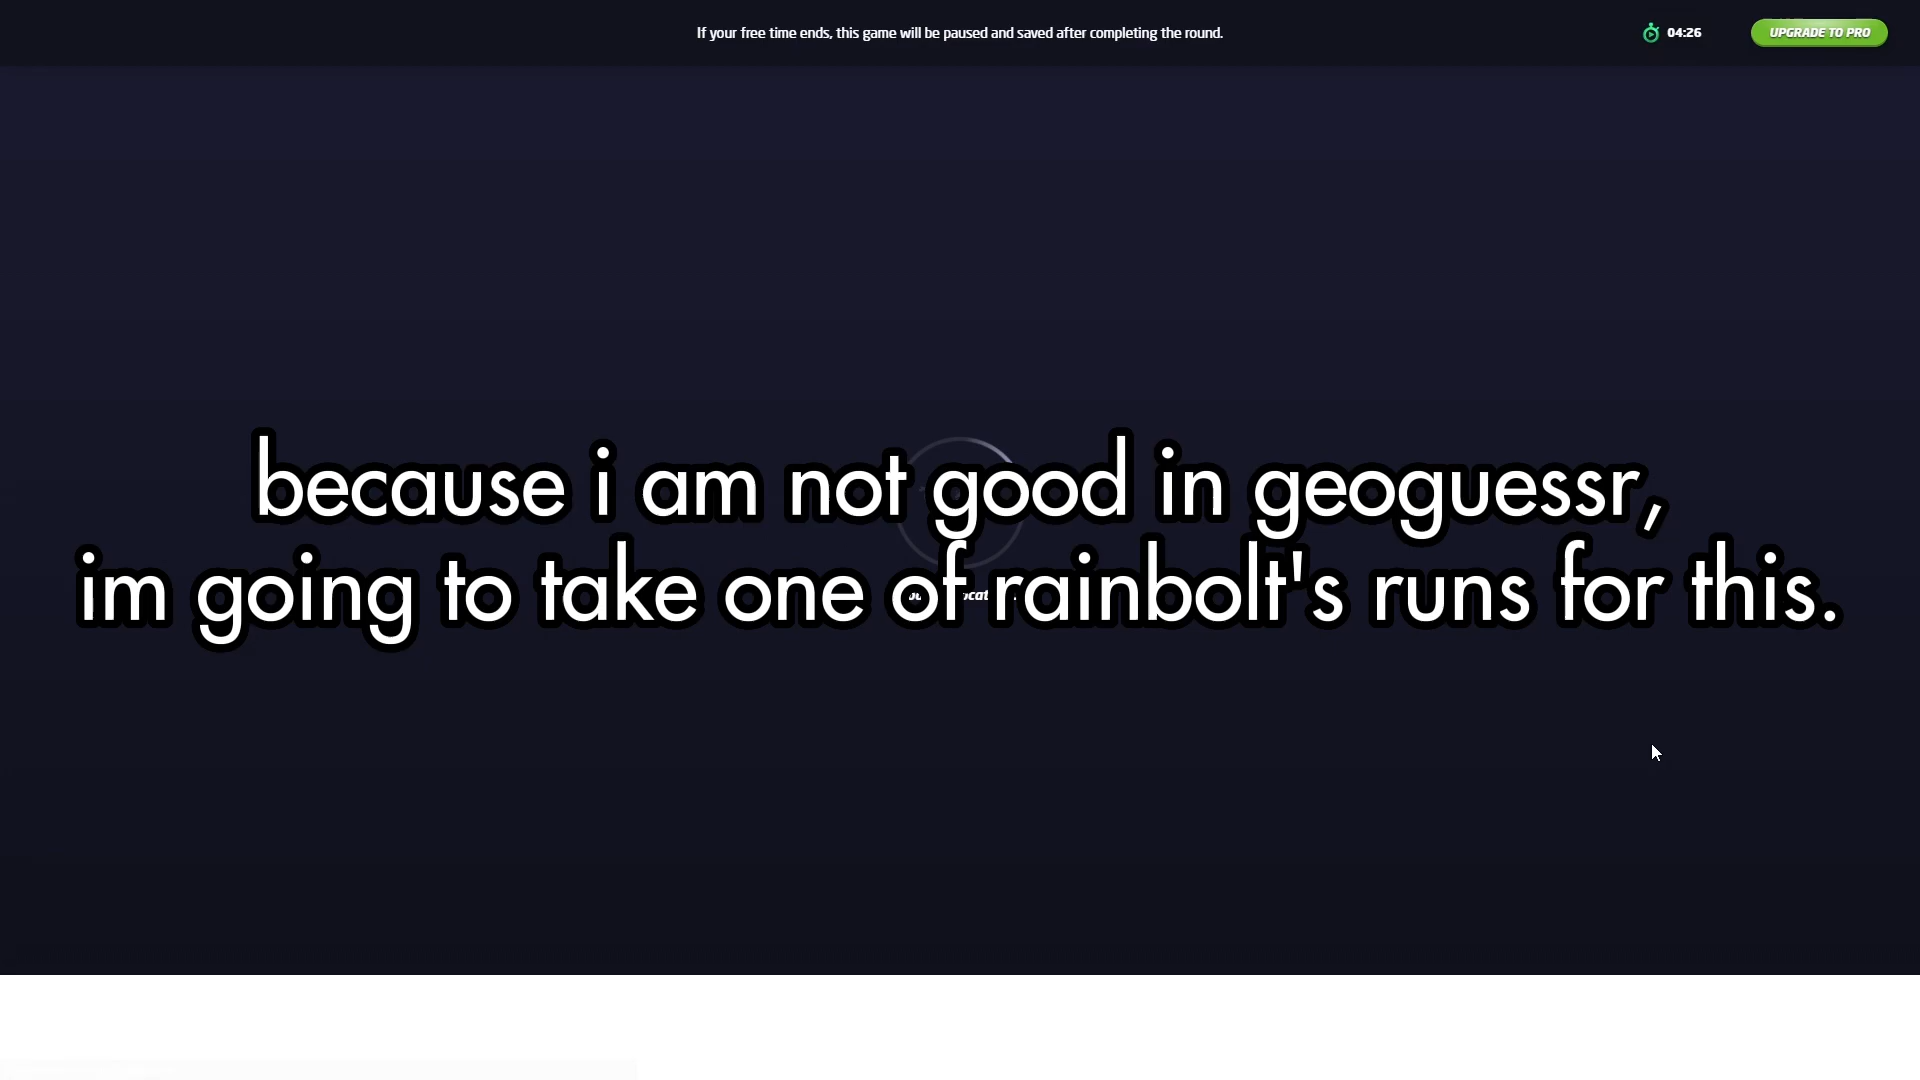 If your free time ends, this game will be paused and saved after completing the round.
04:26
UPGRADE TO PRO
because i am not good in geoguessr,
im going to take one of rainbolt's runs for this.